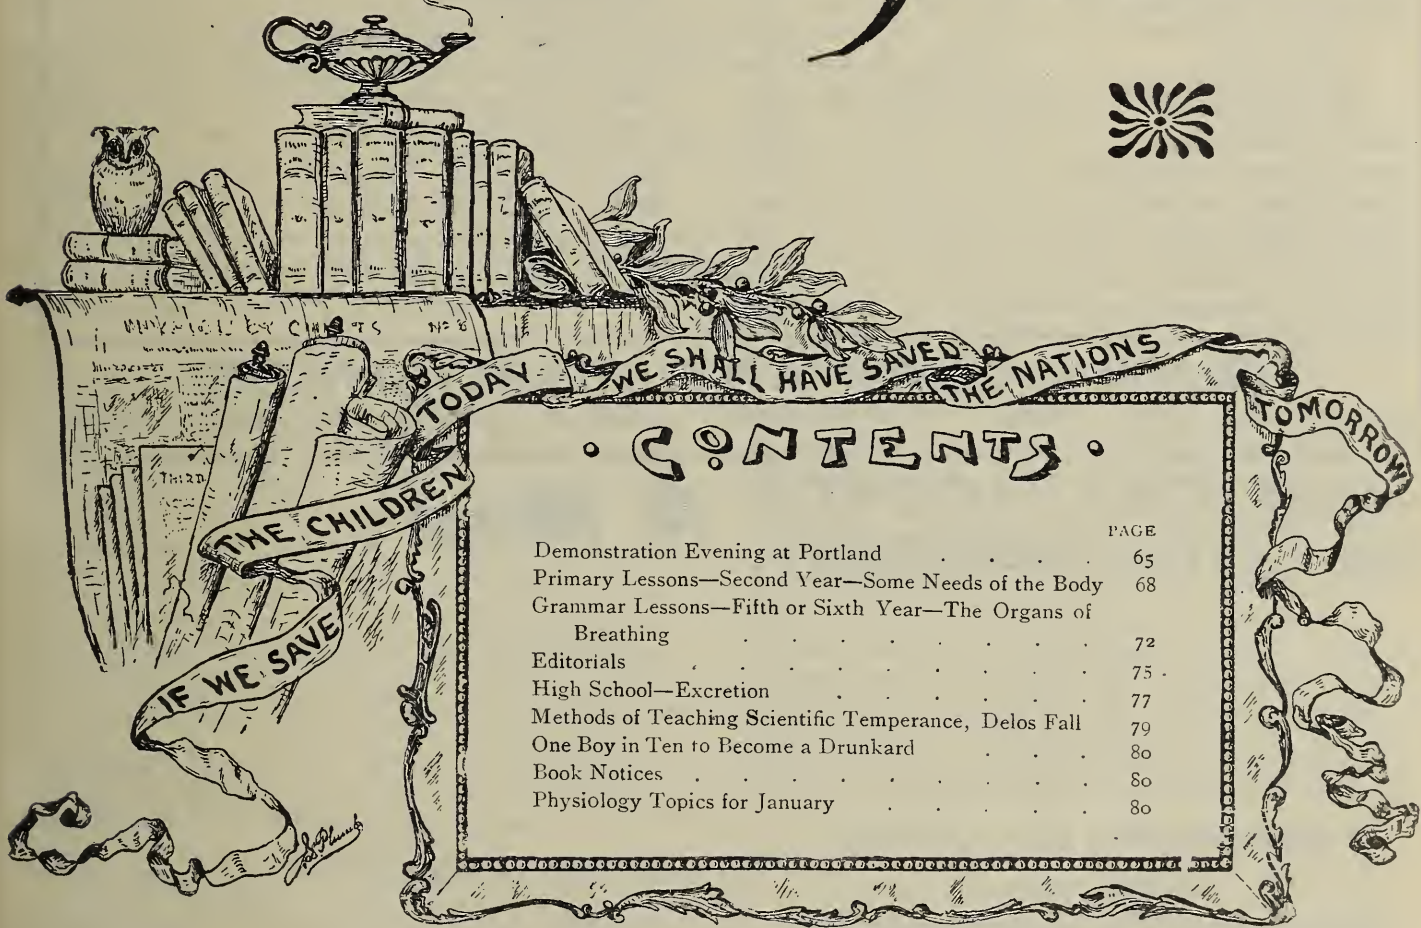 IF WE SAVE
THE CHILDREN
TODAY
WE SHALL HAVE SAVED
THE NATIONS
TOMORROW
No 8
THIRD
• CONTENTS •
PAGE
Demonstration Evening at Portland . . . . 65
Primary Lessons—Second Year—Some Needs of the Body 68
Grammar Lessons—Fifth or Sixth Year—The Organs of
Breathing . . . . . . . . 72
Editorials . . . . . . . . . 75
High School—Excretion . . . . . . 77
Methods of Teaching Scientific Temperance, Delos Fall 79
One Boy in Ten to Become a Drunkard . . . 80
Book Notices . . . . . . . . . 80
Physiology Topics for January . . . . . 80